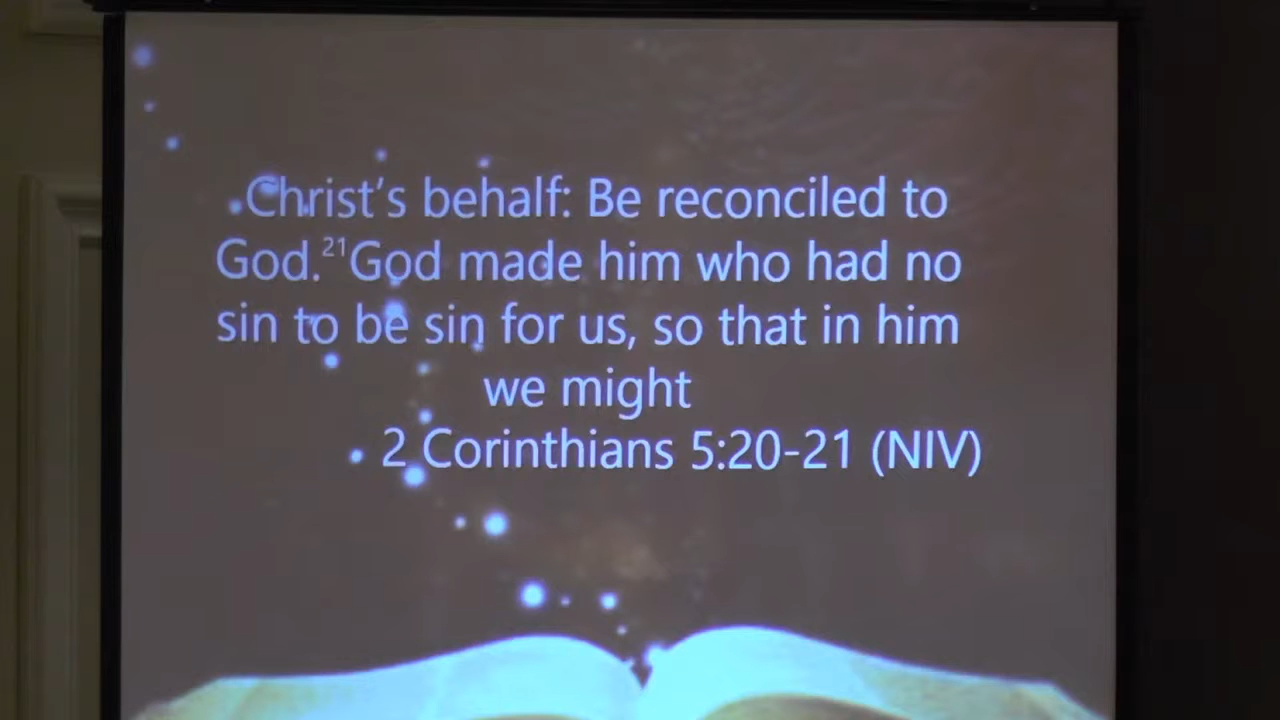 Christ's behalf: Be reconciled to
God.²¹God made him who had no
sin to be sin for us, so that in him
we might
2 Corinthians 5:20-21 (NIV)